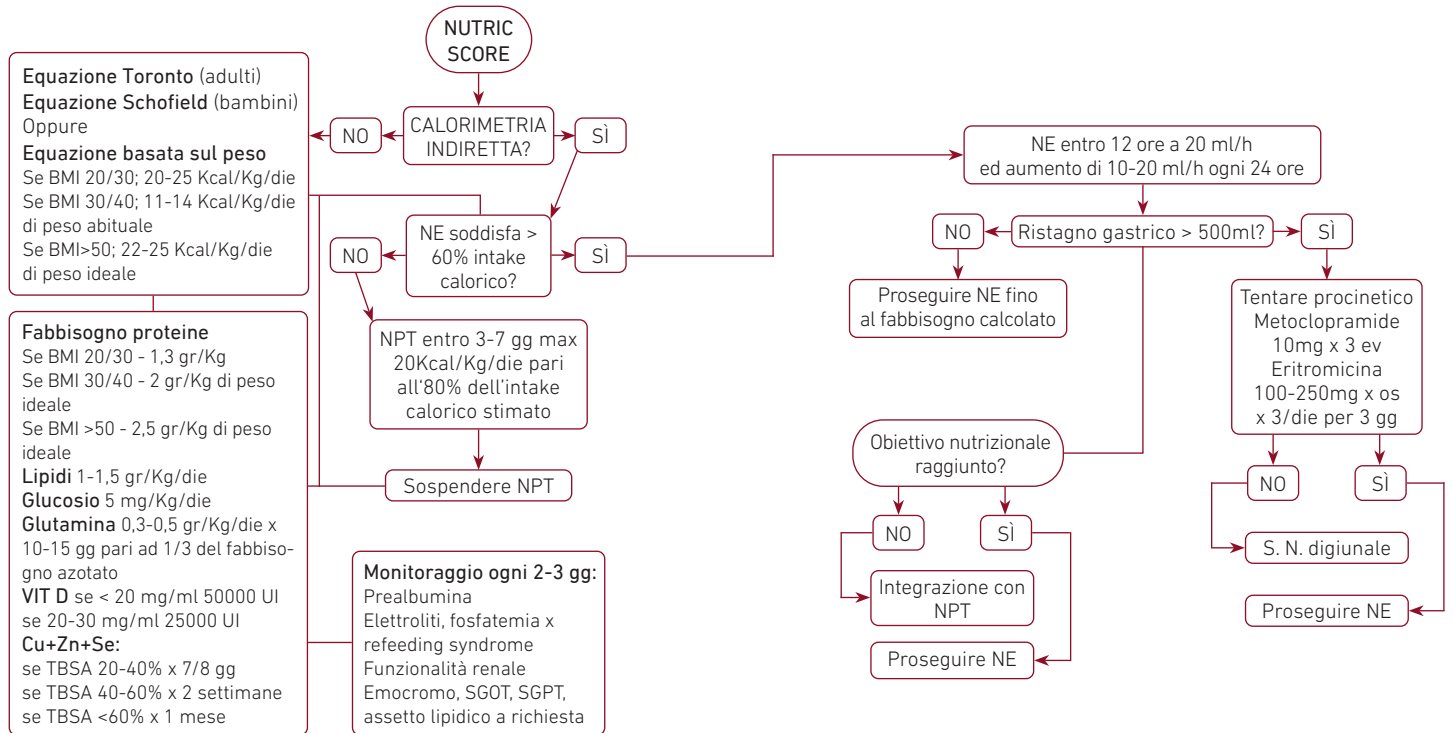 NUTRIC
SCORE
Equazione Toronto (adulti)
Equazione Schofield (bambini)
Oppure
Equazione basata sul peso
Se BMI 20/30; 20-25 Kcal/Kg/die
Se BMI 30/40; 11-14 Kcal/Kg/die
di peso abituale
Se BMI>50; 22-25 Kcal/Kg/die
di peso ideale
NO
CALORIMETRIA
INDIRETTA?
SÌ
NO
NE soddisfa >
60% intake
calorico?
SÌ
NPT entro 3-7 gg max
20Kcal/Kg/die pari
all'80% dell'intake
calorico stimato
Sospendere NPT
Fabbisogno proteine
Se BMI 20/30 - 1,3 gr/Kg
Se BMI 30/40 - 2 gr/Kg di peso
ideale
Se BMI >50 - 2,5 gr/Kg di peso
ideale
Lipidi 1-1,5 gr/Kg/die
Glucosio 5 mg/Kg/die
Glutamina 0,3-0,5 gr/Kg/die x
10-15 gg pari ad 1/3 del fabbiso-
gno azotato
VIT D se < 20 mg/ml 50000 UI
se 20-30 mg/ml 25000 UI
Cu+Zn+Se:
se TBSA 20-40% x 7/8 gg
se TBSA 40-60% x 2 settimane
se TBSA <60% x 1 mese
Monitoraggio ogni 2-3 gg:
Prealbumina
Elettroliti, fosfatemia x
refeeding syndrome
Funzionalità renale
Emocromo, SGOT, SGPT,
assetto lipidico a richiesta
NE entro 12 ore a 20 ml/h
ed aumento di 10-20 ml/h ogni 24 ore
NO
Ristagno gastrico > 500ml?
SÌ
Proseguire NE fino
al fabbisogno calcolato
Tentare procinetico
Metoclopramide
10mg x 3 ev
Eritromicina
100-250mg x os
x 3/die per 3 gg
Obiettivo nutrizionale
raggiunto?
NO
SÌ
Integrazione con
NPT
Proseguire NE
NO
SÌ
S. N. digiunale
Proseguire NE